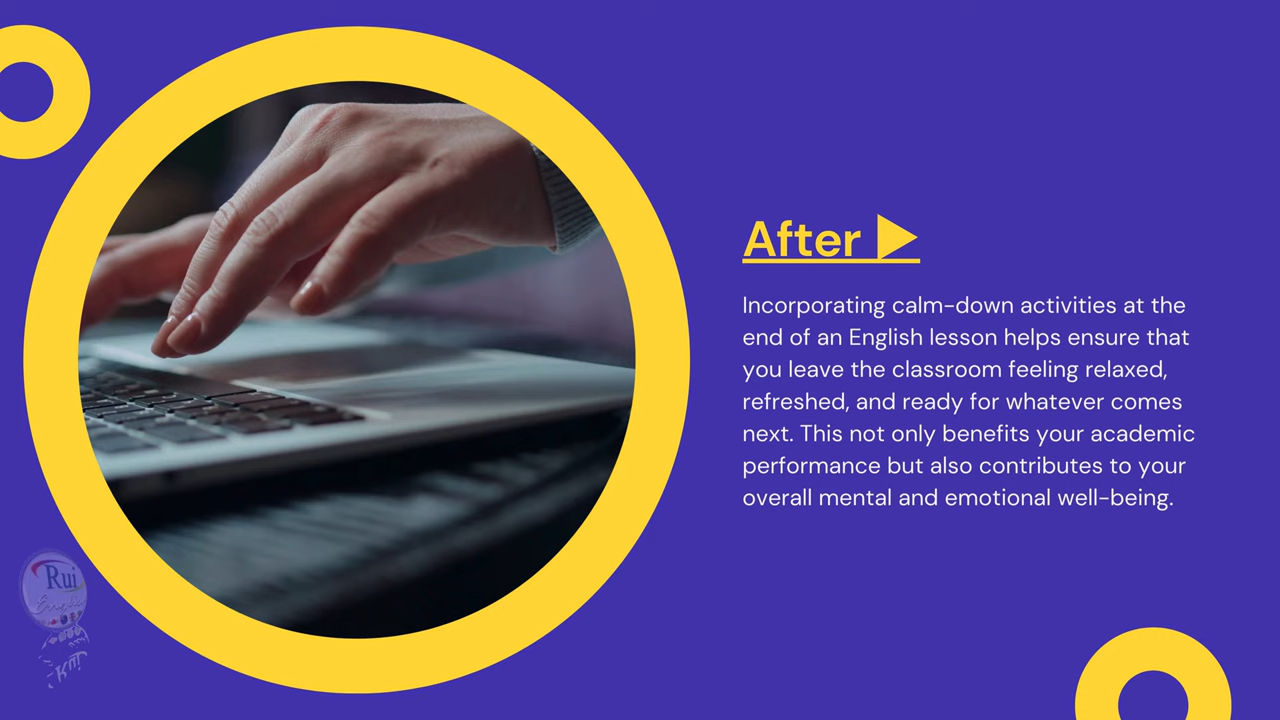 After
Incorporating calm-down activities at the
end of an English lesson helps ensure that
you leave the classroom feeling relaxed,
refreshed, and ready for whatever comes
next. This not only benefits your academic
performance but also contributes to your
overall mental and emotional well-being.
Rui